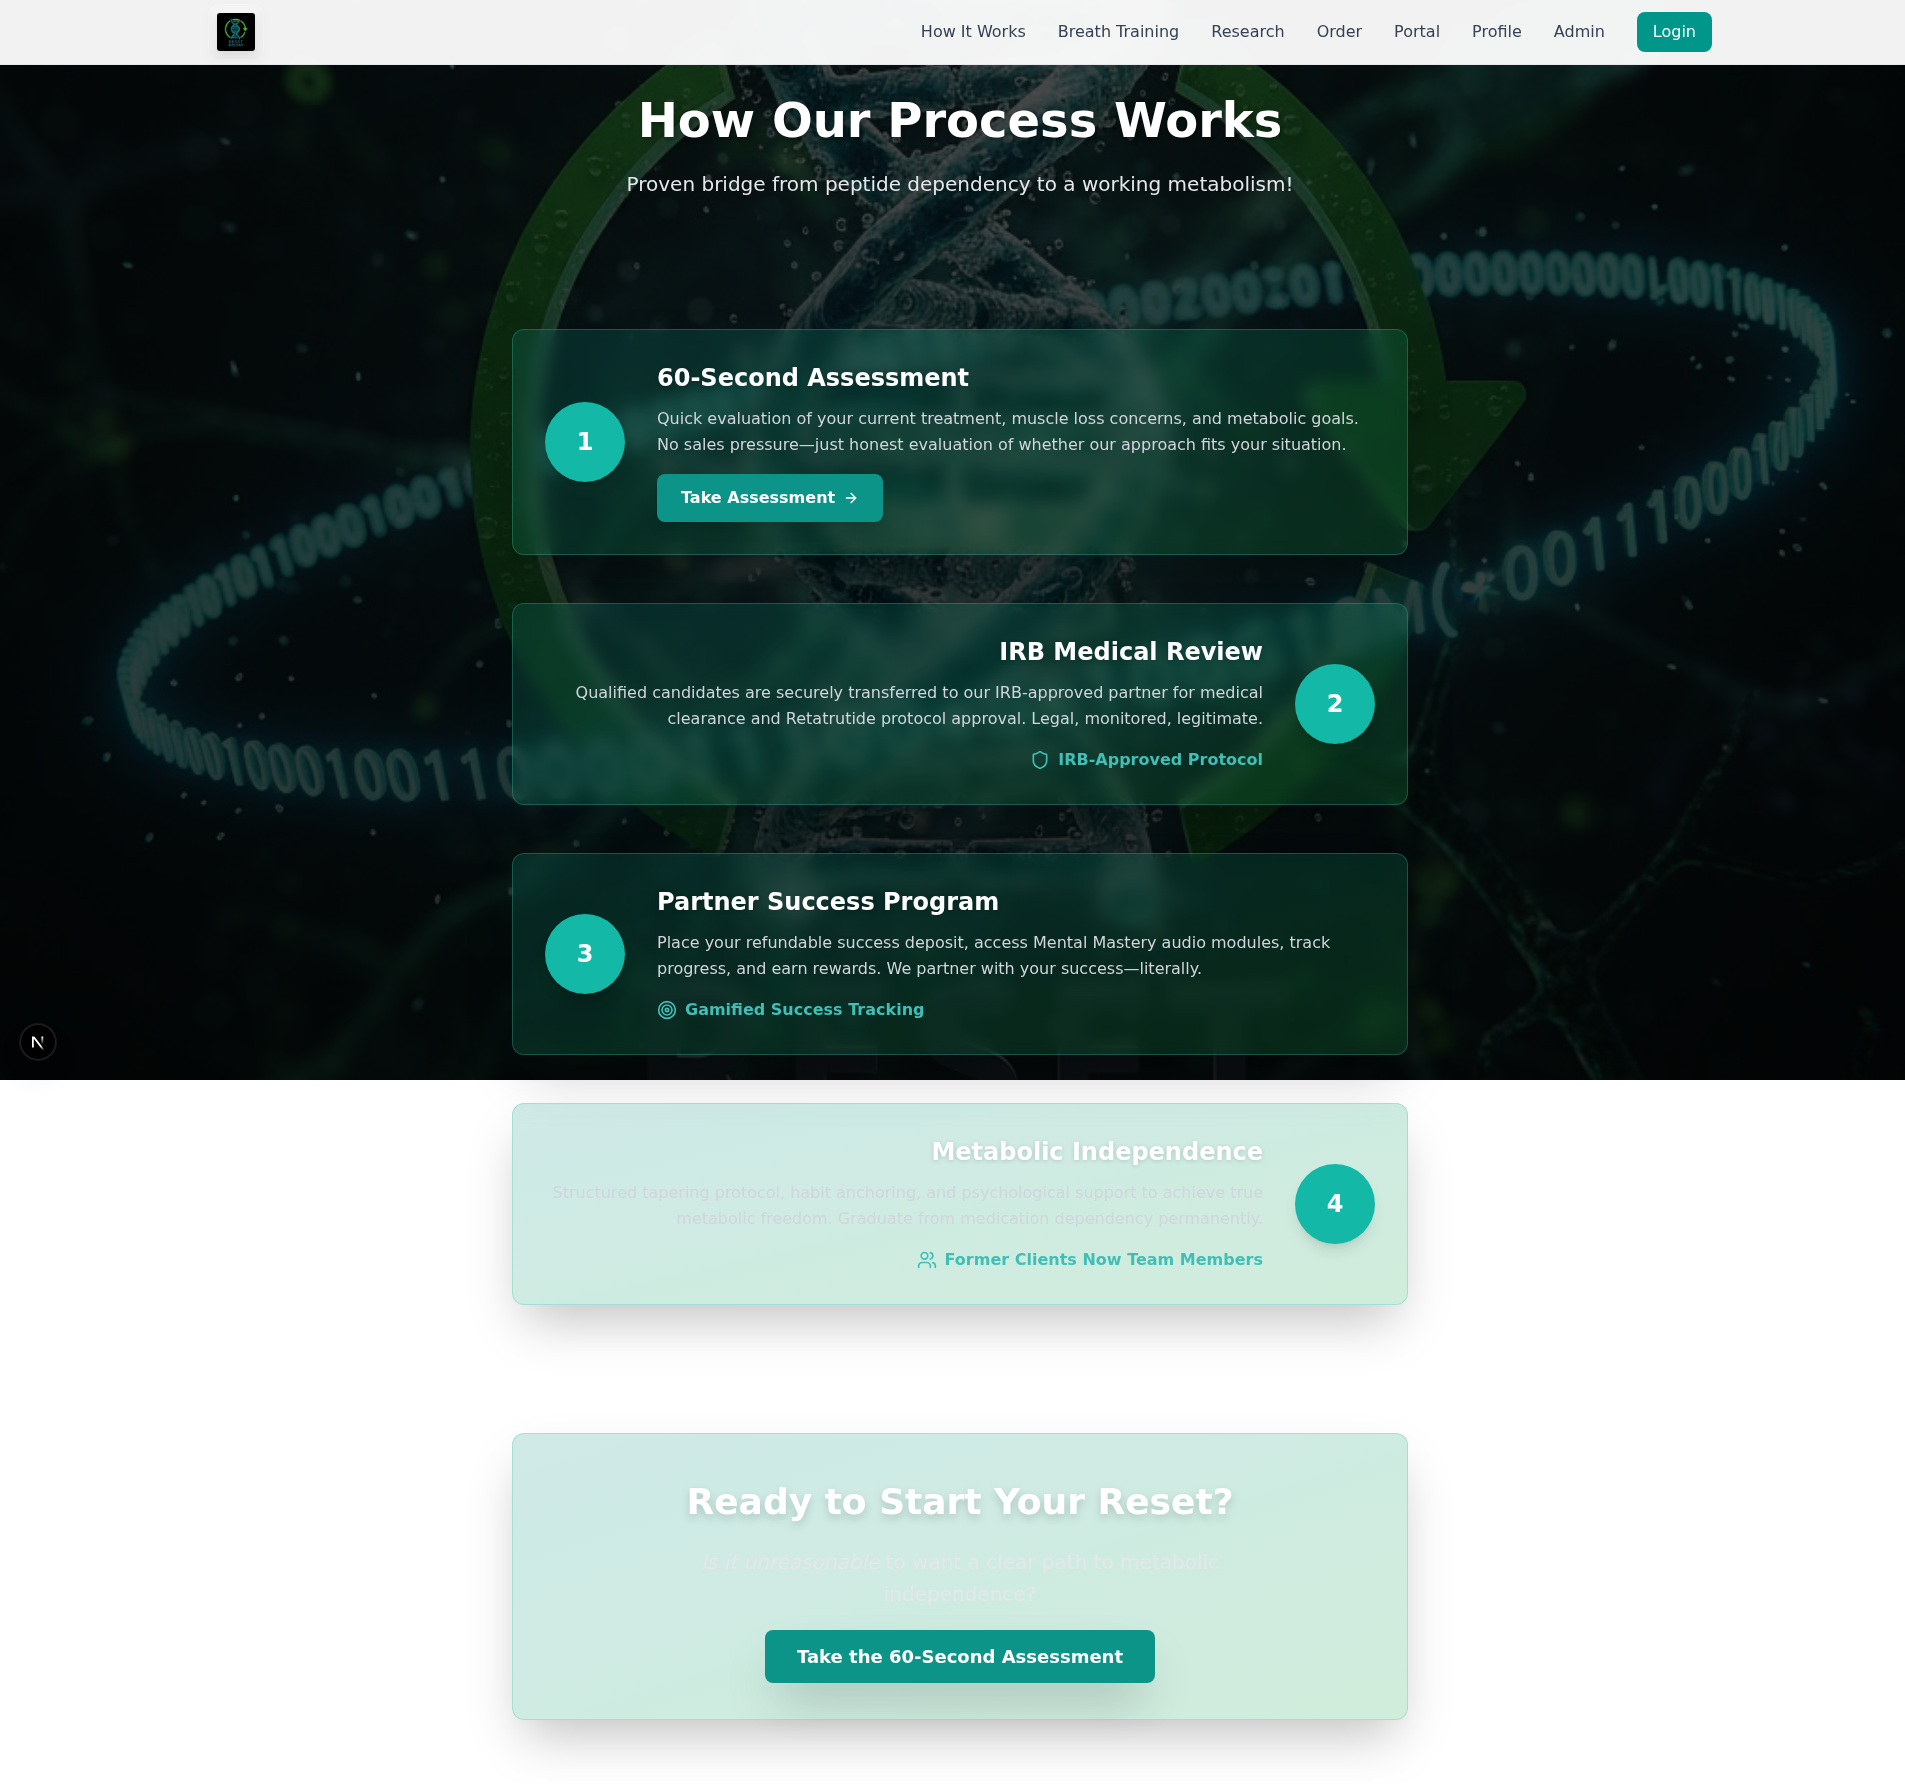 How It Works
Breath Training
Research
Order
Portal
Profile
Admin
Login
How Our Process Works
Proven bridge from peptide dependency to a working metabolism!
1
60-Second Assessment
Quick evaluation of your current treatment, muscle loss concerns, and metabolic goals.
No sales pressure—just honest evaluation of whether our approach fits your situation.
Take Assessment →
IRB Medical Review
Qualified candidates are securely transferred to our IRB-approved partner for medical
clearance and Retatrutide protocol approval. Legal, monitored, legitimate.
IRB-Approved Protocol
2
3
Partner Success Program
Place your refundable success deposit, access Mental Mastery audio modules, track
progress, and earn rewards. We partner with your success—literally.
Gamified Success Tracking
N
Metabolic Independence
Structured tapering protocol, habit anchoring, and psychological support to achieve true
metabolic freedom. Graduate from medication dependency permanently.
Former Clients Now Team Members
4
Ready to Start Your Reset?
Is it unreasonable to want a clear path to metabolic
independence?
Take the 60-Second Assessment